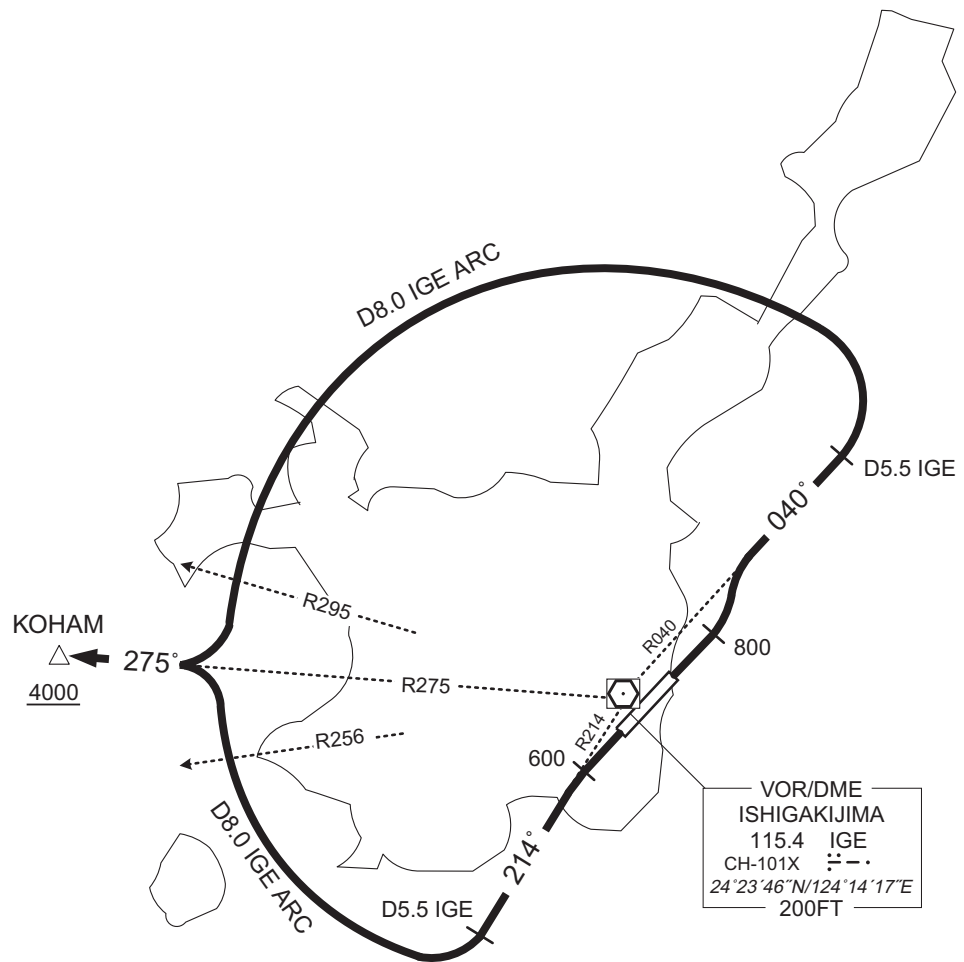 D8.0 IGE ARC
D5.5 IGE
040°
R295
KOHAM
4000
275°
R040
800
R275
R214
R256
600
214°
D8.0 IGE ARC
D5.5 IGE
VOR/DME
ISHIGAKIJIMA
115.4 IGE
CH-101X
24°23´46˝N/124°14´17˝E
200FT